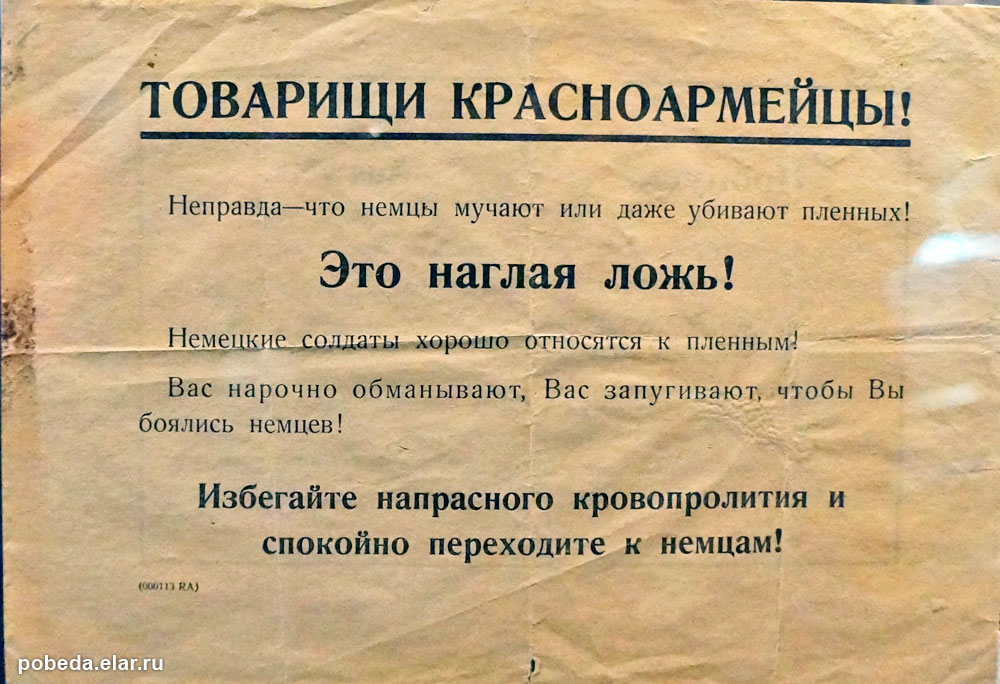 ТОВАРИЩИ КРАСНОАРМЕЙЦЫ!
Неправда—что немцы мучают или даже убивают пленных!
Это наглая ложь!
Немецкие солдаты хорошо относятся к пленным!
Вас нарочно обманывают, Вас запугивают, чтобы Вы
боялись немцев!
Избегайте напрасного кровопролития и
спокойно переходите к немцам!
(000113 RA)
pobeda.elar.ru